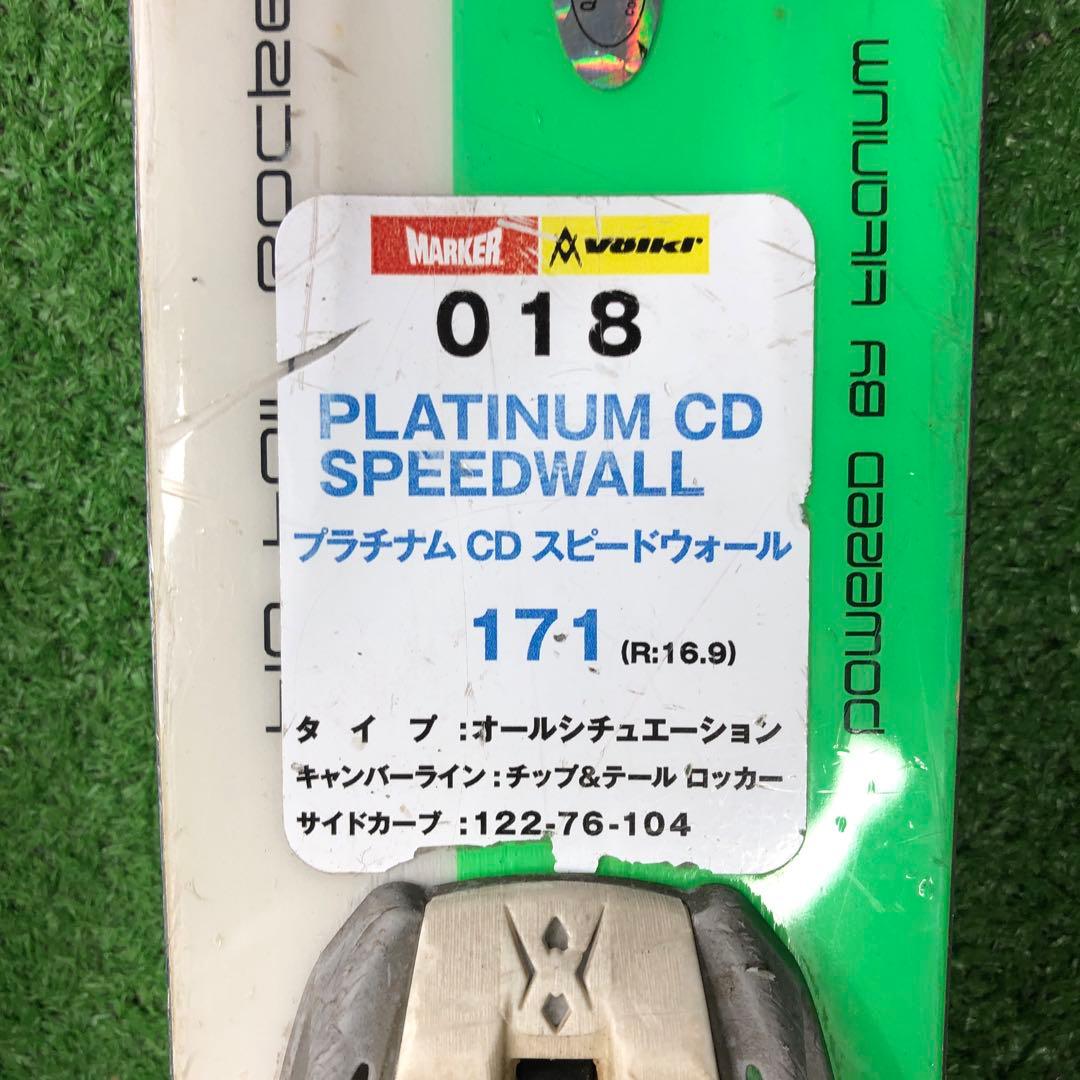 MARKER Völkl
018
PLATINUM CD
SPEEDWALL
プラチナム CD スピードウォール
171 (R:16.9)
タイプ:オールシチュエーション
キャンバーライン:チップ&テール ロッカー
サイドカーブ:122-76-104
POWERED BY